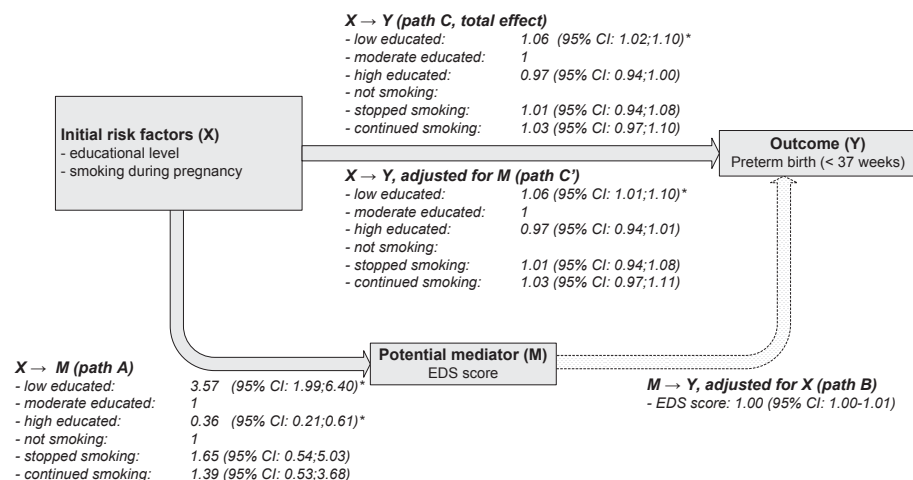 X → Y (path C, total effect)
- low educated: 1.06 (95% CI: 1.02;1.10)*
- moderate educated: 1
- high educated: 0.97 (95% CI: 0.94;1.00)
- not smoking:
- stopped smoking: 1.01 (95% CI: 0.94;1.08)
- continued smoking: 1.03 (95% CI: 0.97;1.10)
Initial risk factors (X)
- educational level
- smoking during pregnancy
Outcome (Y)
Preterm birth (< 37 weeks)
X → Y, adjusted for M (path C’)
- low educated: 1.06 (95% CI: 1.01;1.10)*
- moderate educated: 1
- high educated: 0.97 (95% CI: 0.94;1.01)
- not smoking:
- stopped smoking: 1.01 (95% CI: 0.94;1.08)
- continued smoking: 1.03 (95% CI: 0.97;1.11)
Potential mediator (M)
EDS score
X → M (path A)
- low educated: 3.57 (95% CI: 1.99;6.40)*
- moderate educated: 1
- high educated: 0.36 (95% CI: 0.21;0.61)*
- not smoking: 1
- stopped smoking: 1.65 (95% CI: 0.54;5.03)
- continued smoking: 1.39 (95% CI: 0.53;3.68)
M → Y, adjusted for X (path B)
- EDS score: 1.00 (95% CI: 1.00-1.01)